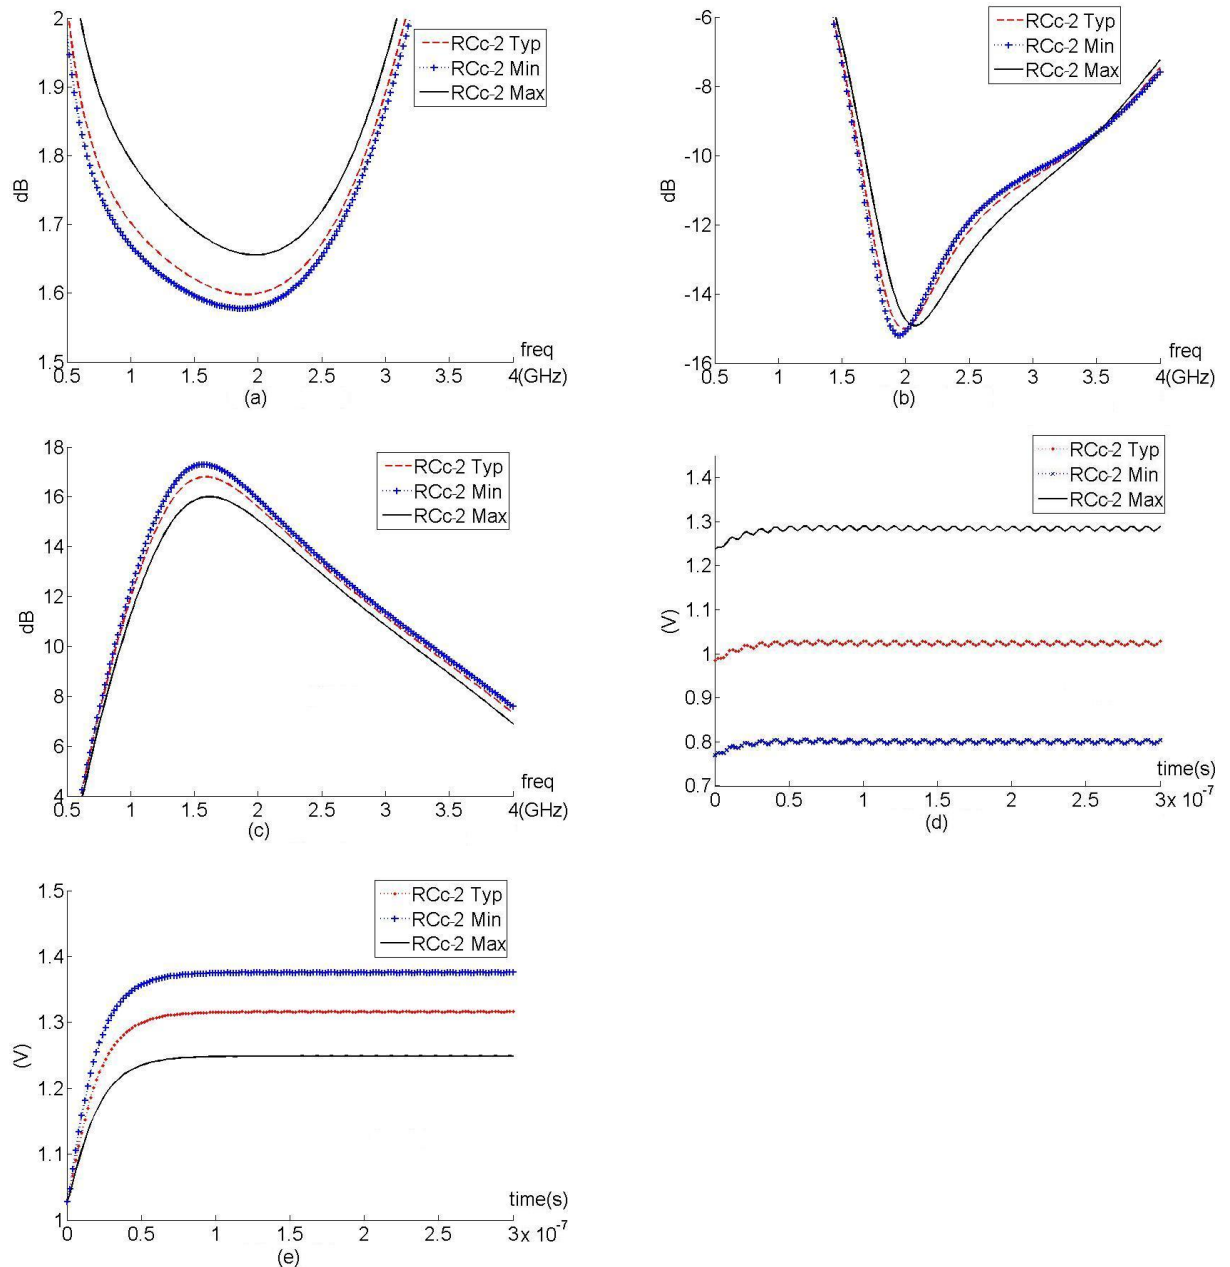 2
1.9
1.8
1.7
1.6
1.5
dB
RCc-2 Typ
RCc-2 Min
RCc-2 Max
0.5 1 1.5 2 2.5 3 3.5 4(GHz)
freq
(a)
-6
-8
-10
-12
-14
-16
dB
RCc-2 Typ
RCc-2 Min
RCc-2 Max
0.5 1 1.5 2 2.5 3 3.5 4(GHz)
freq
(b)
18
16
14
12
10
8
6
4
dB
RCc-2 Typ
RCc-2 Min
RCc-2 Max
0.5 1 1.5 2 2.5 3 3.5 4(GHz)
freq
(c)
1.4
1.3
1.2
1.1
1
0.9
0.8
0.7
(V)
RCc-2 Typ
RCc-2 Min
RCc-2 Max
time(s)
0 0.5 1 1.5 2 2.5 3x 10⁻⁷
(d)
1.5
1.4
1.3
1.2
1.1
1
(V)
RCc-2 Typ
RCc-2 Min
RCc-2 Max
time(s)
0 0.5 1 1.5 2 2.5 3x 10⁻⁷
(e)